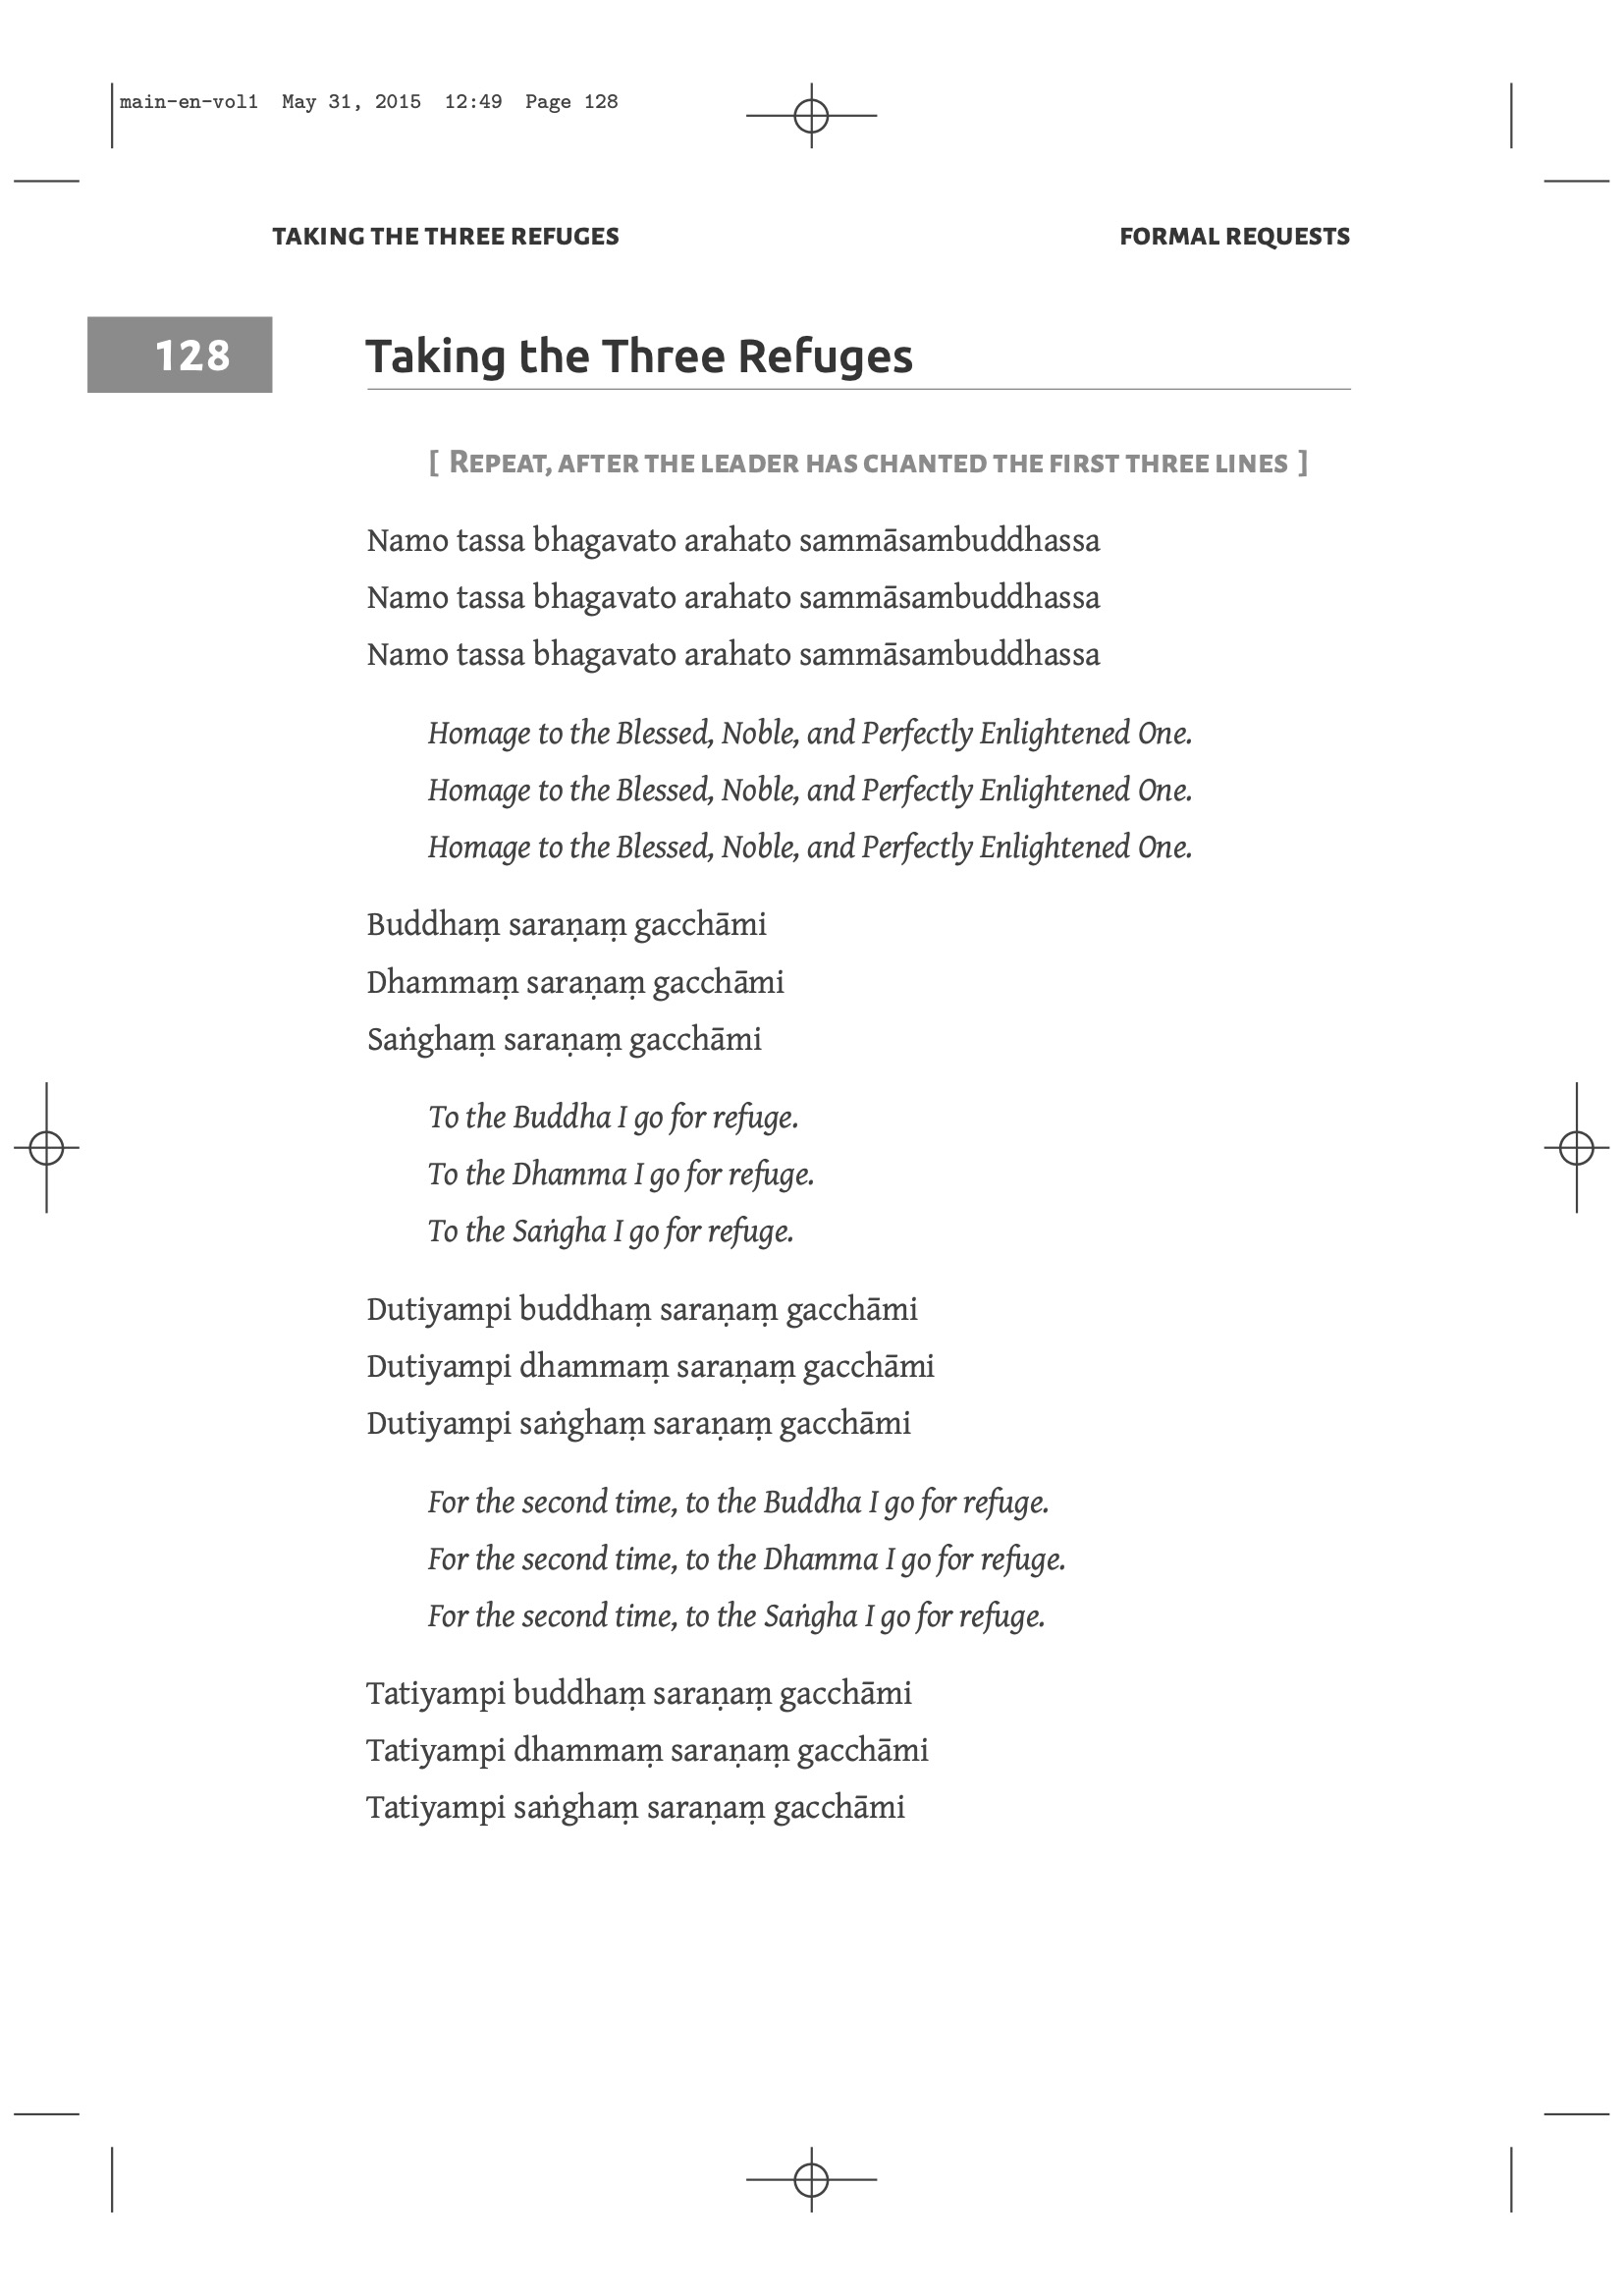 main-en-vol1 May 31, 2015 12:49 Page 128
TAKING THE THREE REFUGES FORMAL REQUESTS
128 Taking the Three Refuges
[ REPEAT, AFTER THE LEADER HAS CHANTED THE FIRST THREE LINES ]
Namo tassa bhagavato arahato sammāsambuddhassa
Namo tassa bhagavato arahato sammāsambuddhassa
Namo tassa bhagavato arahato sammāsambuddhassa
Homage to the Blessed, Noble, and Perfectly Enlightened One.
Homage to the Blessed, Noble, and Perfectly Enlightened One.
Homage to the Blessed, Noble, and Perfectly Enlightened One.
Buddhaṃ saraṇaṃ gacchāmi
Dhammaṃ saraṇaṃ gacchāmi
Saṅghaṃ saraṇaṃ gacchāmi
To the Buddha I go for refuge.
To the Dhamma I go for refuge.
To the Saṅgha I go for refuge.
Dutiyampi buddhaṃ saraṇaṃ gacchāmi
Dutiyampi dhammaṃ saraṇaṃ gacchāmi
Dutiyampi saṅghaṃ saraṇaṃ gacchāmi
For the second time, to the Buddha I go for refuge.
For the second time, to the Dhamma I go for refuge.
For the second time, to the Saṅgha I go for refuge.
Tatiyampi buddhaṃ saraṇaṃ gacchāmi
Tatiyampi dhammaṃ saraṇaṃ gacchāmi
Tatiyampi saṅghaṃ saraṇaṃ gacchāmi